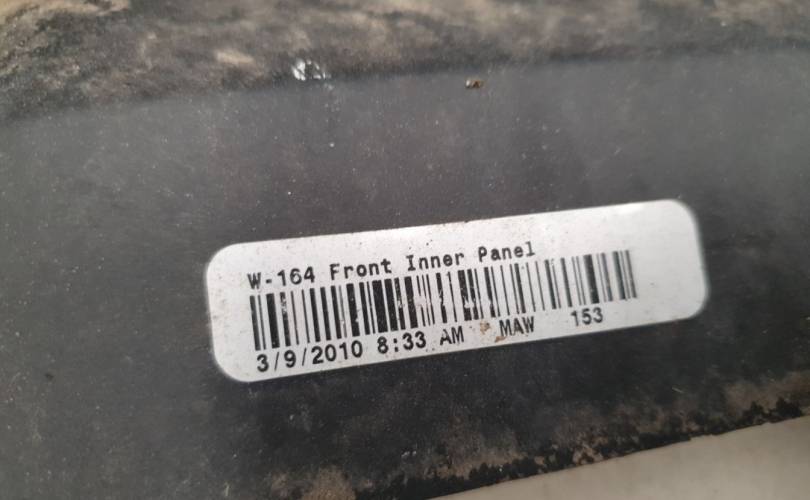 W-164 Front Inner Panel
3/9/2010 8:33 AM MAW 153